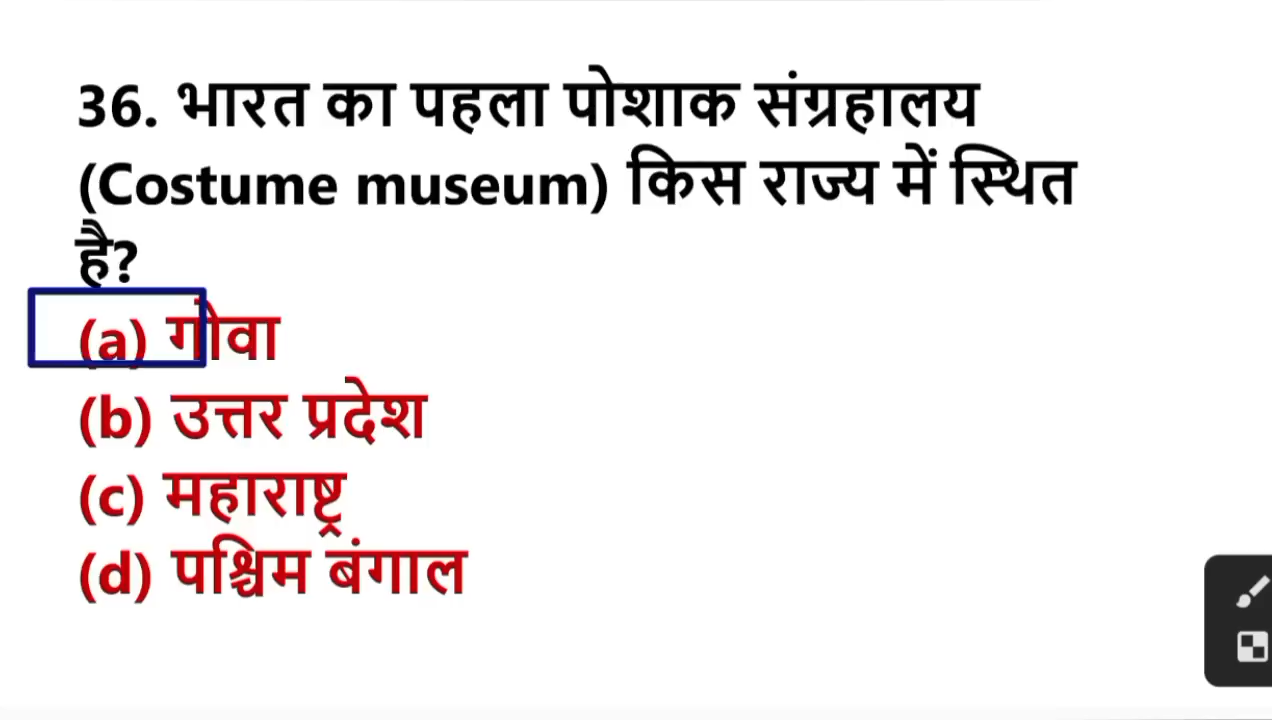 36. भारत का पहला पोशाक संग्रहालय
(Costume museum) किस राज्य में स्थित
है?
(a) गोवा
(b) उत्तर प्रदेश
(c) महाराष्ट्र
(d) पश्चिम बंगाल